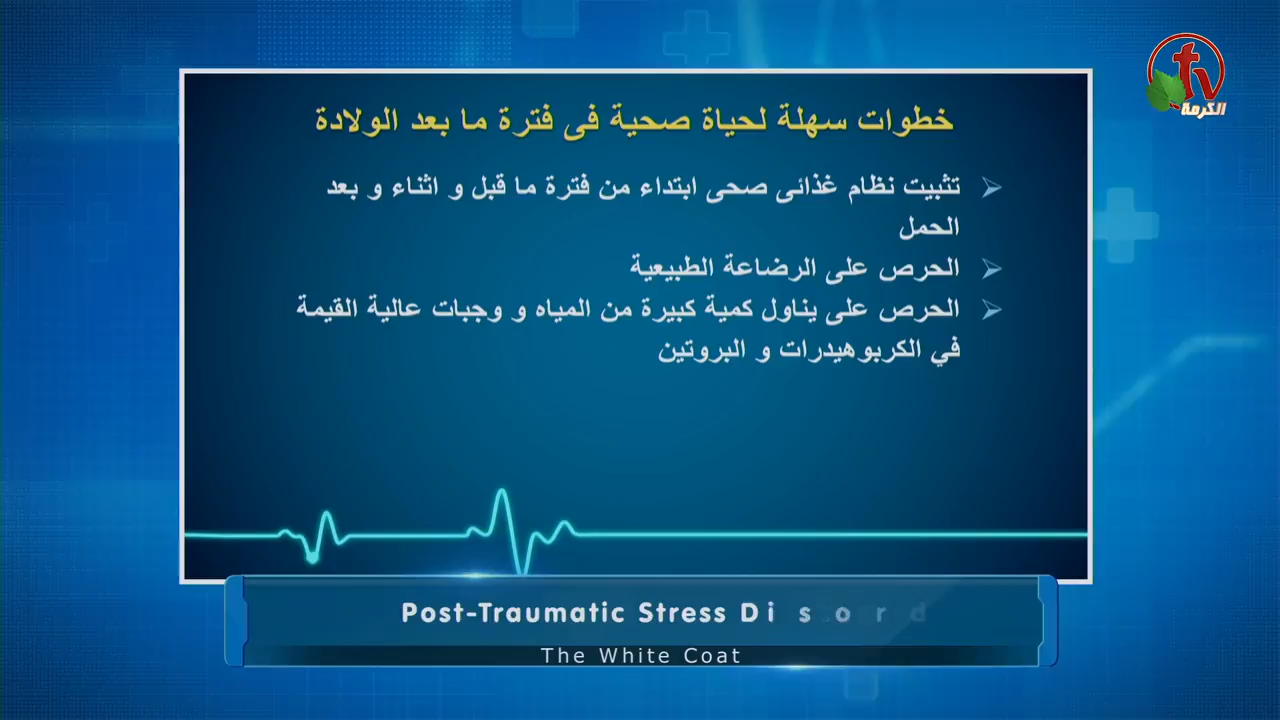 tv
الكرمة
خطوات سهلة لحياة صحية فى فترة ما بعد الولادة
تثبيت نظام غذائى صحى ابتداء من فترة ما قبل و اثناء و بعد
الحمل
الحرص على الرضاعة الطبيعية
الحرص على يناول كمية كبيرة من المياه و وجبات عالية القيمة
في الكربوهيدرات و البروتين
Post-Traumatic Stress Disord
The White Coat